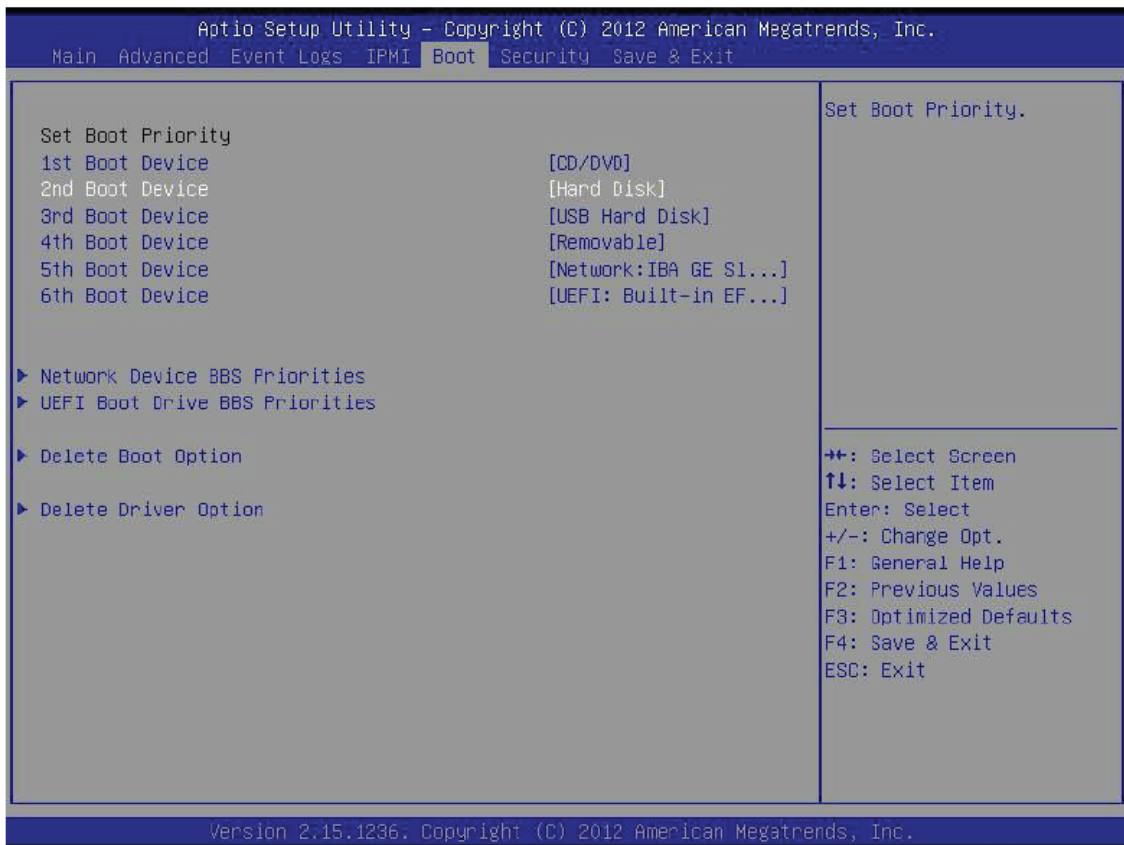 Aptio Setup Utility – Copyright (C) 2012 American Megatrends, Inc.
Main Advanced Event Logs IPMI Boot Security Save & Exit
Set Boot Priority
1st Boot Device [CD/DVD]
2nd Boot Device [Hard Disk]
3rd Boot Device [USB Hard Disk]
4th Boot Device [Removable]
5th Boot Device [Network:IBA GE Sl...]
6th Boot Device [UEFI: Built-in EF...]
▶ Network Device BBS Priorities
▶ UEFI Boot Drive BBS Priorities
▶ Delete Boot Option
▶ Delete Driver Option
Set Boot Priority.
→←: Select Screen
↑↓: Select Item
Enter: Select
+/-: Change Opt.
F1: General Help
F2: Previous Values
F3: Optimized Defaults
F4: Save & Exit
ESC: Exit
Version 2.15.1236. Copyright (C) 2012 American Megatrends, Inc.